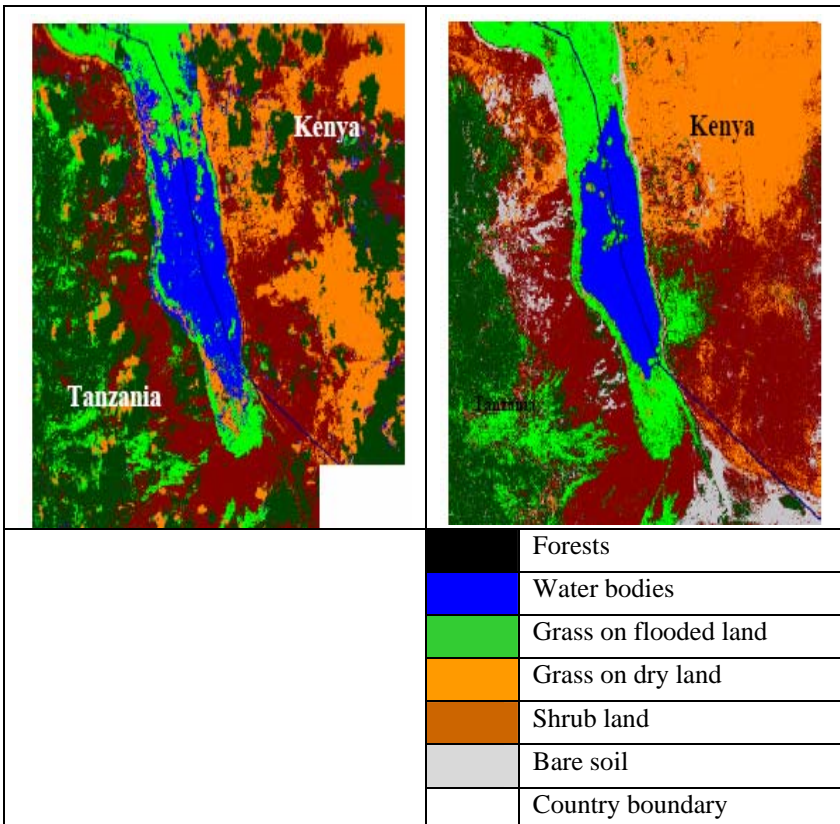 Kenya
Tanzania
Kenya
Tanzania
Forests
Water bodies
Grass on flooded land
Grass on dry land
Shrub land
Bare soil
Country boundary